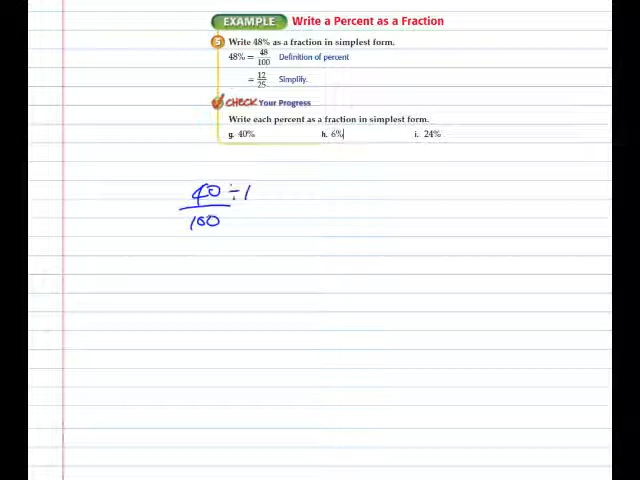 EXAMPLE Write a Percent as a Fraction
5 Write 48% as a fraction in simplest form.
48% = 48/100 Definition of percent
= 12/25 Simplify.
CHECK Your Progress
Write each percent as a fraction in simplest form.
g. 40% h. 6% i. 24%
40 ÷ 1
100